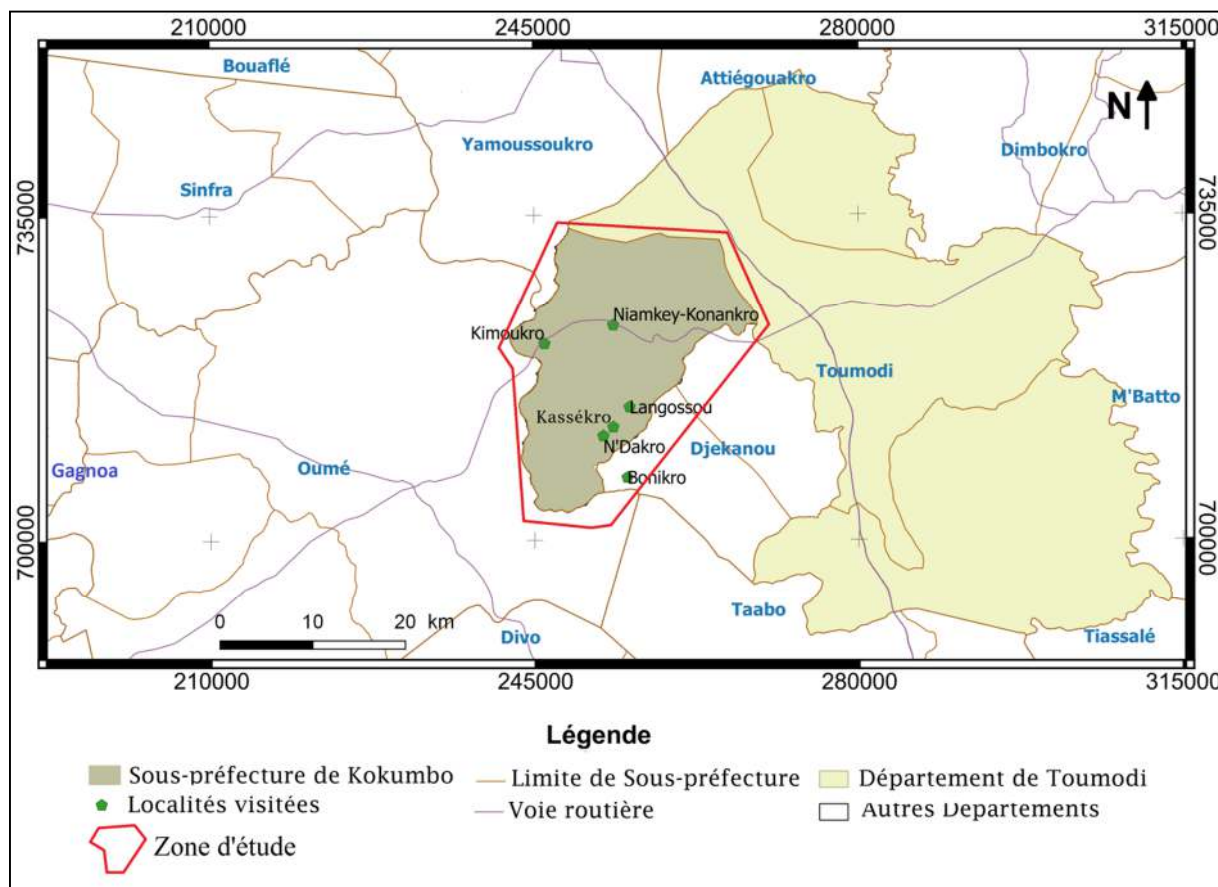 210000 245000 280000 315000
Bouaflé
Attiégouakro
N
Yamoussoukro
Dimbokro
Sinfra
735000
735000
Niamkey-Konankro
Kimoukro
Toumodi
M'Batto
Langossou
Kassékro
N'Dakro
Djekanou
Gagnoa
Oumé
Bonikro
700000
700000
0 10 20 km
Taabo
Divo
Tiassalé
210000 245000 280000 315000
Légende
Sous-préfecture de Kokumbo
Limite de Sous-préfecture
Département de Toumodi
Localités visitées
Voie routière
Autres Départements
Zone d'étude